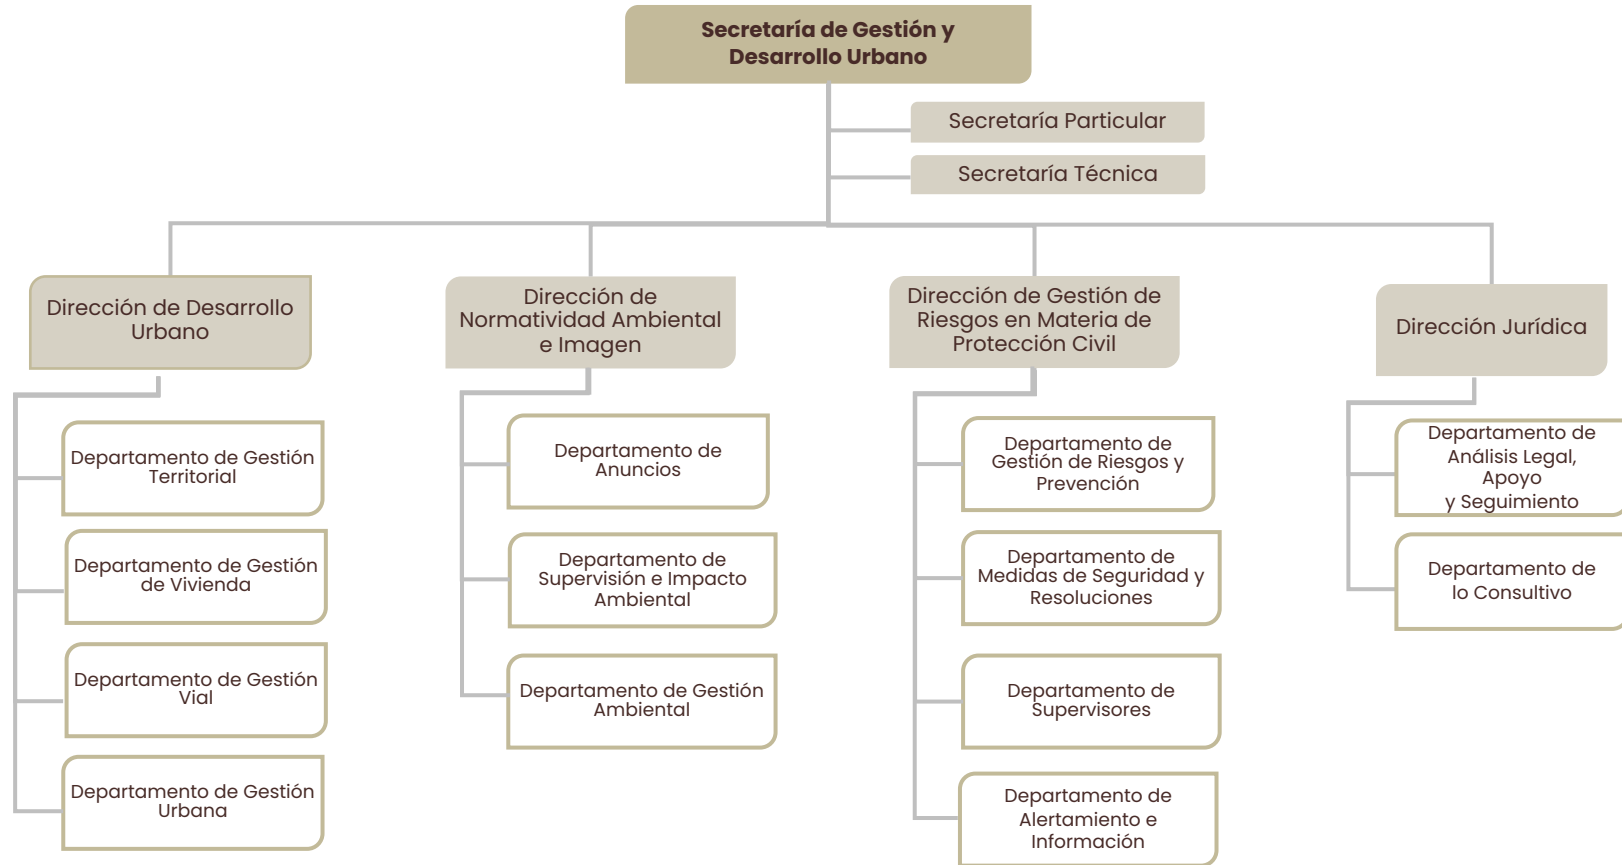 Secretaría de Gestión y
Desarrollo Urbano
Secretaría Particular
Secretaría Técnica
Dirección de Desarrollo
Urbano
Departamento de Gestión
Territorial
Departamento de Gestión
de Vivienda
Departamento de Gestión
Vial
Departamento de Gestión
Urbana
Dirección de
Normatividad Ambiental
e Imagen
Departamento de
Anuncios
Departamento de
Supervisión e Impacto
Ambiental
Departamento de Gestión
Ambiental
Dirección de Gestión de
Riesgos en Materia de
Protección Civil
Departamento de
Gestión de Riesgos y
Prevención
Departamento de
Medidas de Seguridad y
Resoluciones
Departamento de
Supervisores
Departamento de
Alertamiento e
Información
Dirección Jurídica
Departamento de
Análisis Legal,
Apoyo
y Seguimiento
Departamento de
lo Consultivo